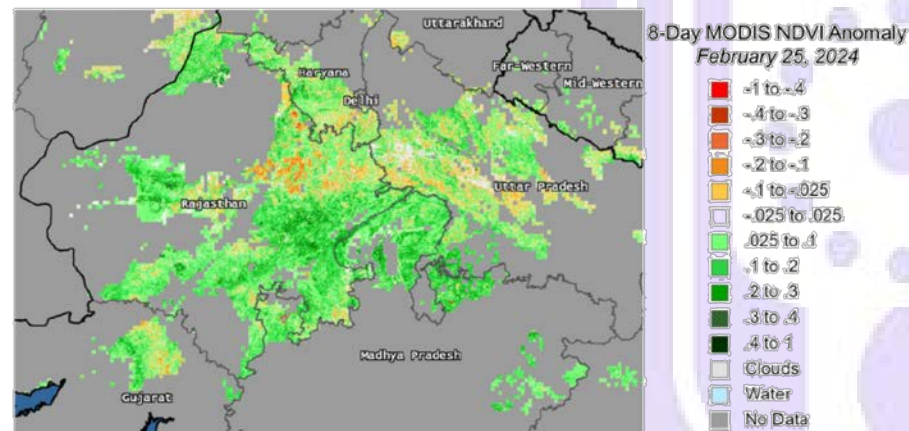 8-Day MODIS NDVI Anomaly
February 25, 2024
-1 to -.4
-.4 to -.3
-.3 to -.2
-.2 to -.1
-.1 to -.025
-.025 to .025
.025 to .1
.1 to .2
.2 to .3
.3 to .4
.4 to 1
Clouds
Water
No Data
Uttarakhand
Far-Western
Mid-Western
Haryana
Delhi
Uttar Pradesh
Rajasthan
Madhya Pradesh
Gujarat